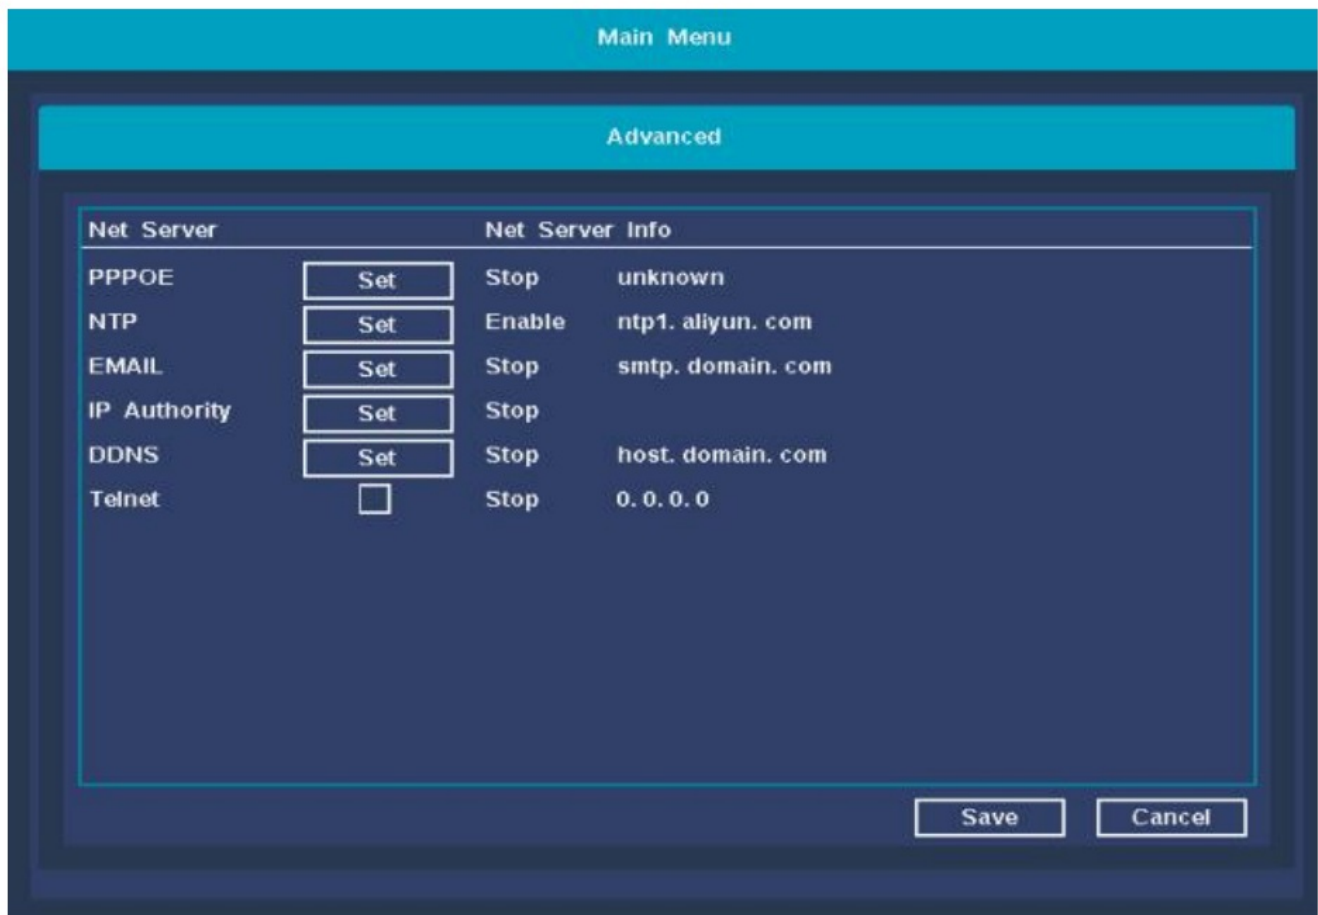 Main Menu
Advanced
Net Server Net Server Info
PPPOE Set Stop unknown
NTP Set Enable ntp1. aliyun. com
EMAIL Set Stop smtp. domain. com
IP Authority Set Stop
DDNS Set Stop host. domain. com
Telnet Stop 0. 0. 0. 0
Save Cancel